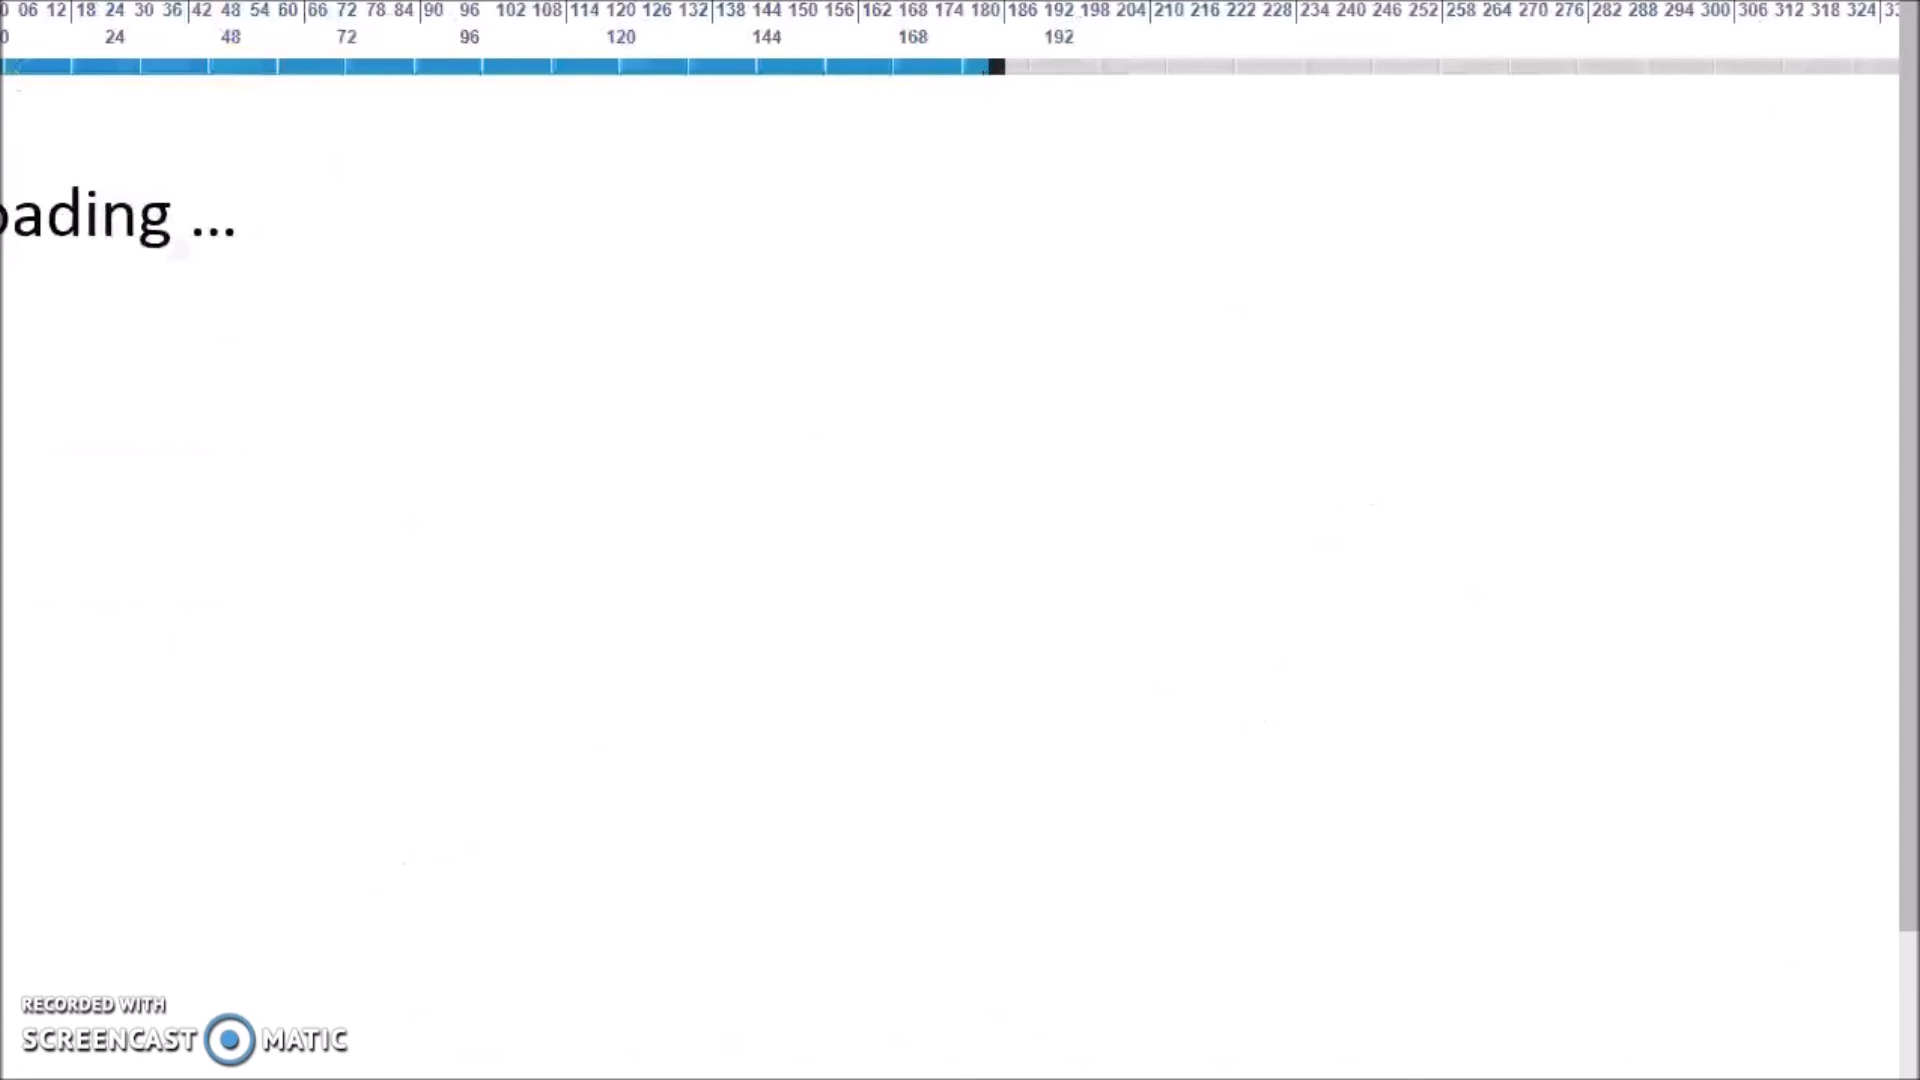 0 06 12 18 24 30 36 42 48 54 60 66 72 78 84 90 96 102 108 114 120 126 132 138 144 150 156 162 168 174 180 186 192 198 204 210 216 222 228 234 240 246 252 258 264 270 276 282 288 294 300 306 312 318 324
0 24 48 72 96 120 144 168 192
oading ...
RECORDED WITH
SCREENCAST MATIC